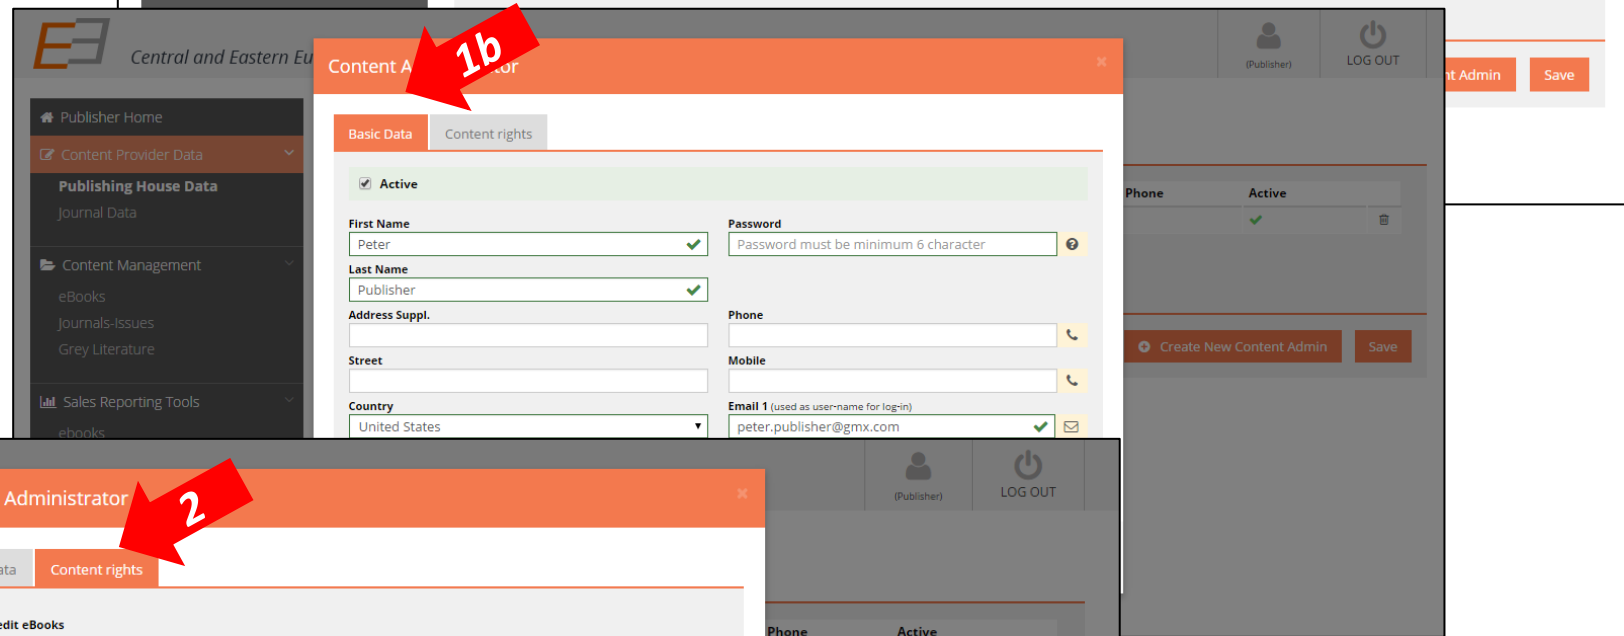 Central and Eastern Eu
Content A
tor
1b
(Publisher)
LOG OUT
nt Admin
Save
Publisher Home
Content Provider Data
Publishing House Data
Journal Data
Content Management
eBooks
Journals-Issues
Grey Literature
Sales Reporting Tools
ebooks
Basic Data
Content rights
Active
First Name
Peter
Last Name
Publisher
Address Suppl.
Street
Country
United States
Password
Password must be minimum 6 character
Phone
Mobile
Email 1 (used as user-name for log-in)
peter.publisher@gmx.com
Phone
Active
Create New Content Admin
Save
Administrator
2
(Publisher)
LOG OUT
ata
Content rights
edit eBooks
Phone
Active